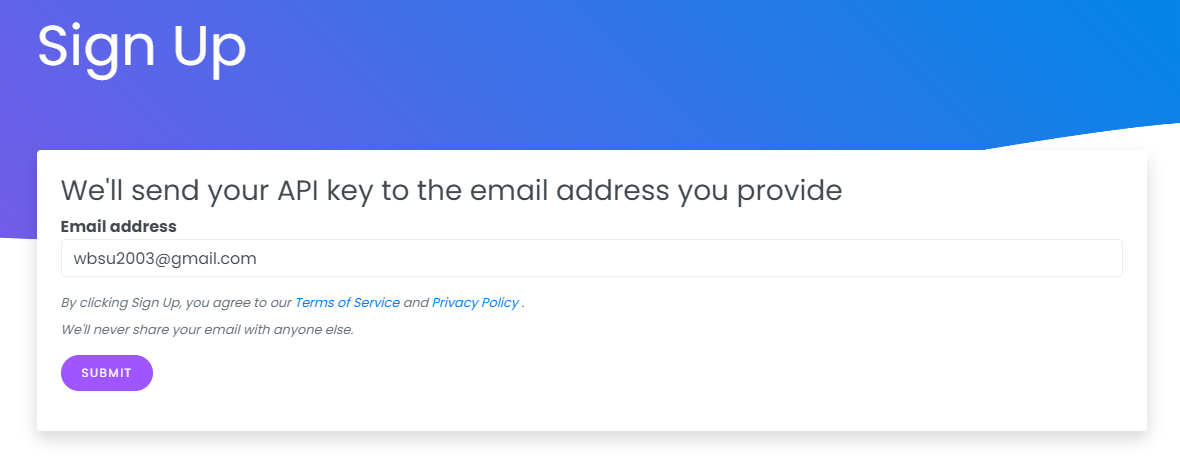 Sign Up
We'll send your API key to the email address you provide
Email address
wbsu2003@gmail.com
By clicking Sign Up, you agree to our Terms of Service and Privacy Policy .
We'll never share your email with anyone else.
SUBMIT